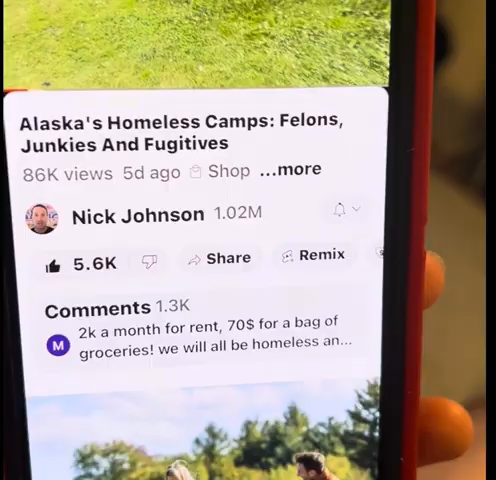 Alaska's Homeless Camps: Felons,
Junkies And Fugitives
86K views 5d ago Shop ...more
Nick Johnson 1.02M
5.6K Share Remix
Comments 1.3K
M 2k a month for rent, 70$ for a bag of
groceries! we will all be homeless an...